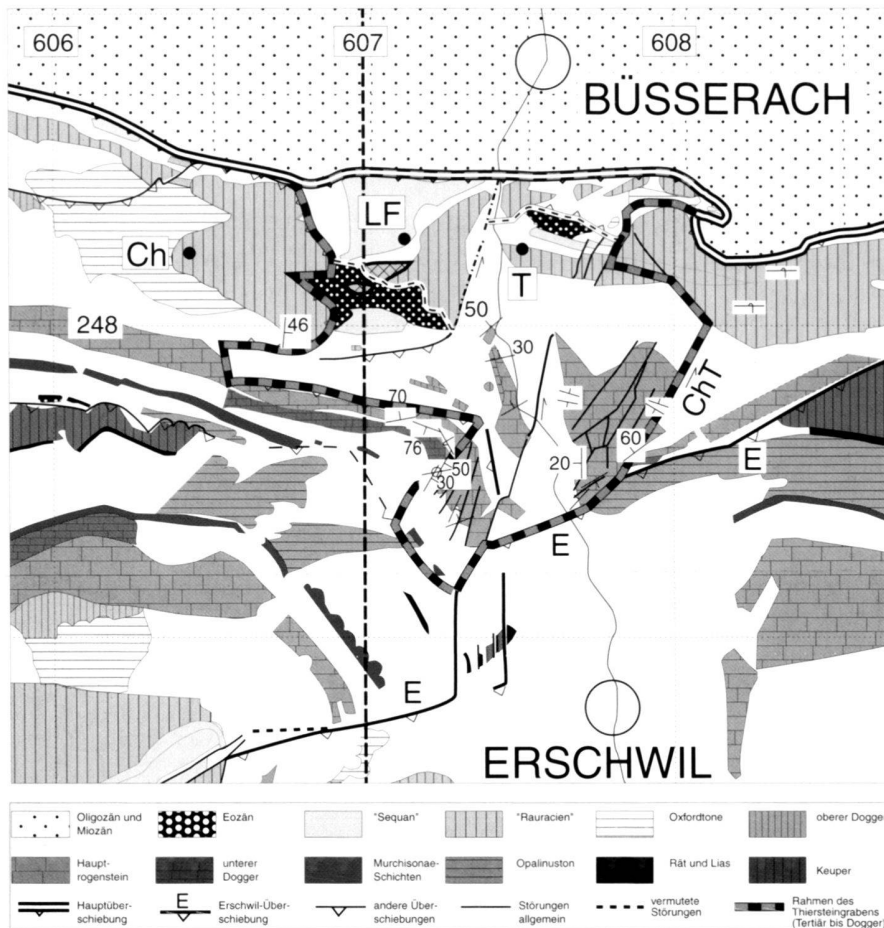 606 607 608
BÜSSERACH
LF
Ch
T
248
46
50
30
70
ChT
76
50
30
60
20
E
E
E
ERSCHWIL
Oligozän und Miozän
Eozän
"Sequan"
"Rauracien"
Oxfordtone
oberer Dogge
Haupt-
rogenstein
unterer
Dogger
Murchisonae-
Schichten
Opalinuston
Rät und Lias
Keuper
Hauptüber-
schiebung
E
Erschwil-Über-
schiebung
andere Über-
schiebungen
Störungen
allgemein
vermutete
Störungen
Rahmen des
Thiersteingrabens
(Tertiär bis Dogger)